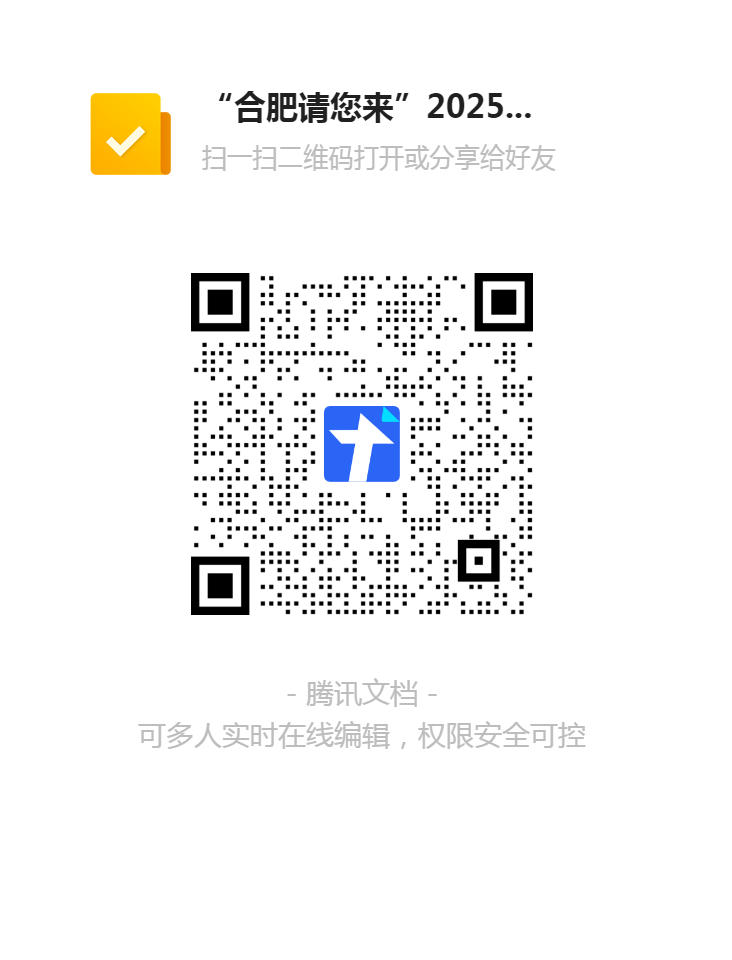 “合肥请您来”2025...
扫一扫二维码打开或分享给好友
- 腾讯文档 -
可多人实时在线编辑，权限安全可控